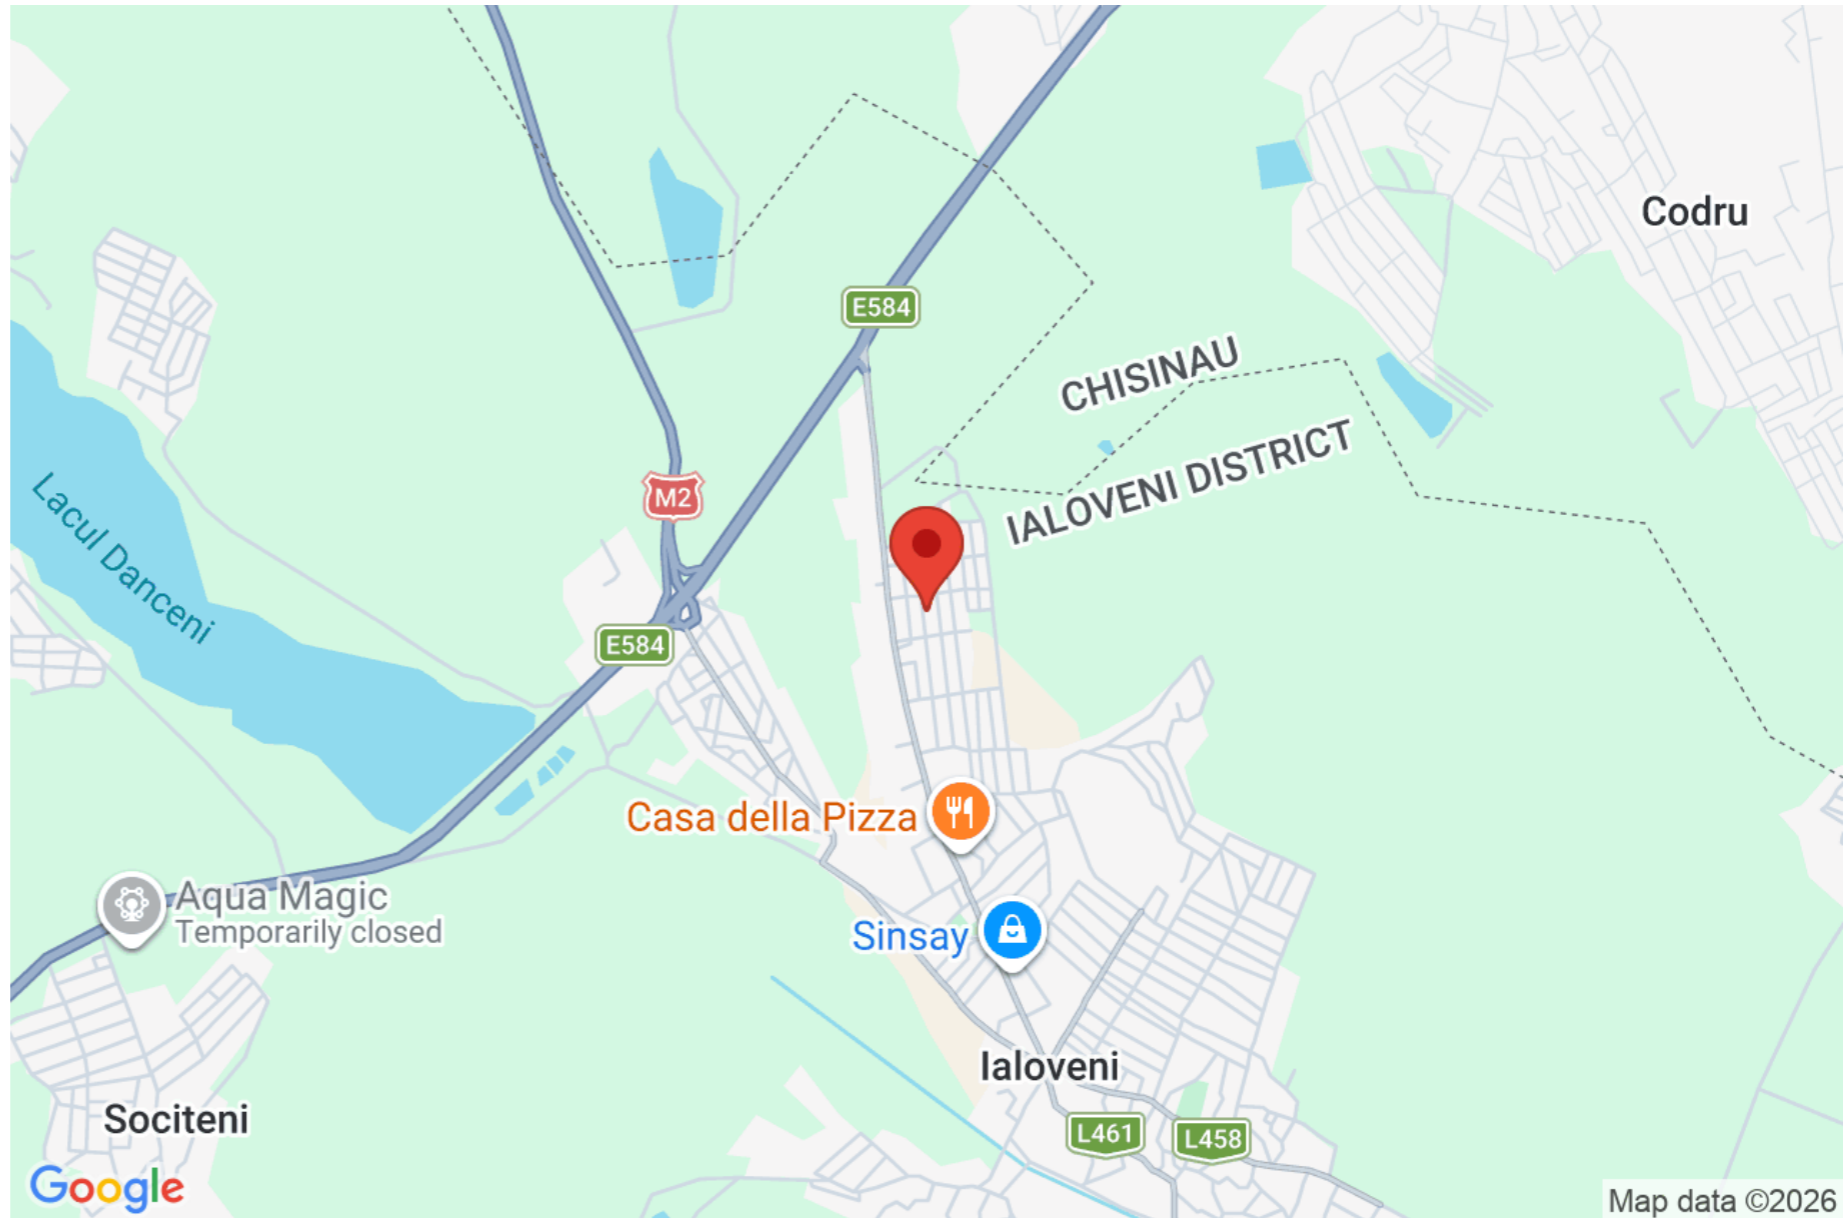 Codru
E584
CHISINAU
IALOVENI DISTRICT
M2
Lacul Danceni
E584
Casa della Pizza
Aqua Magic
Temporarily closed
Sinsay
Ialoveni
Sociteni
L461
L458
Google
Map data ©2026